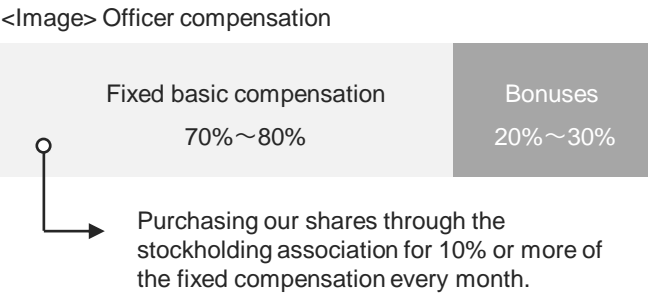 <Image> Officer compensation
Fixed basic compensation
70%～80%
Bonuses
20%～30%
Purchasing our shares through the
stockholding association for 10% or more of
the fixed compensation every month.